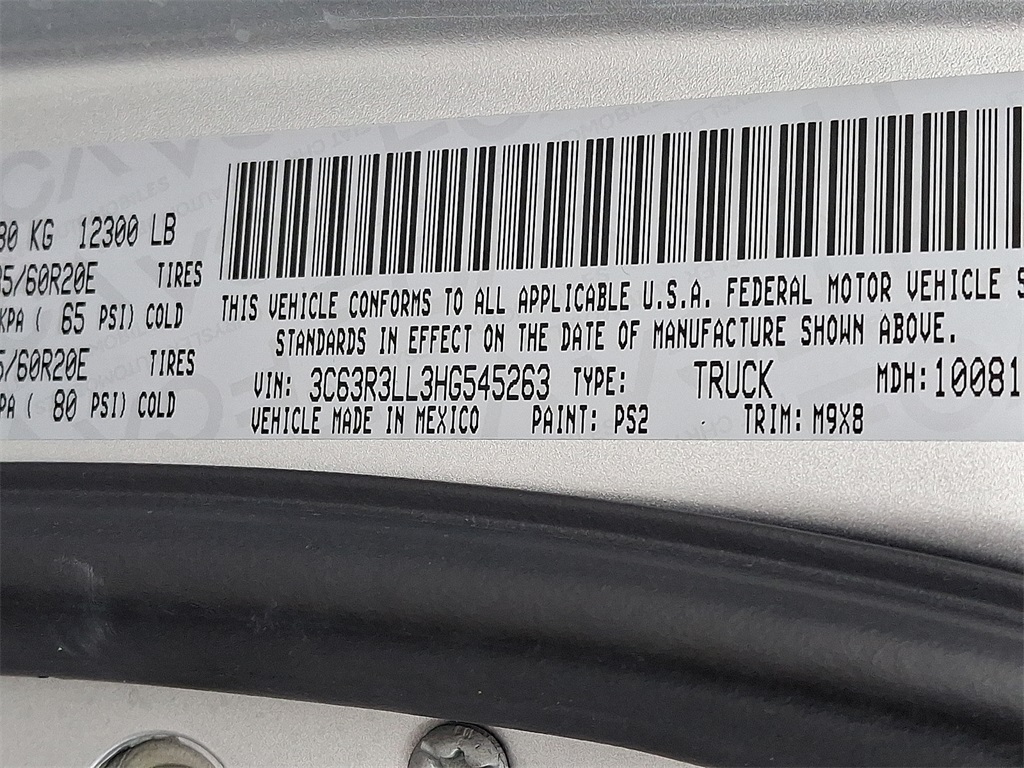 80 KG 12300 LB
5/60R20E TIRES
KPA ( 65 PSI) COLD
5/60R20E TIRES
PA ( 80 PSI) COLD
THIS VEHICLE CONFORMS TO ALL APPLICABLE U.S.A. FEDERAL MOTOR VEHICLE S
STANDARDS IN EFFECT ON THE DATE OF MANUFACTURE SHOWN ABOVE.
VIN: 3C63R3LL3HG545263 TYPE: TRUCK MDH: 10081
VEHICLE MADE IN MEXICO PAINT: PS2 TRIM: M9X8